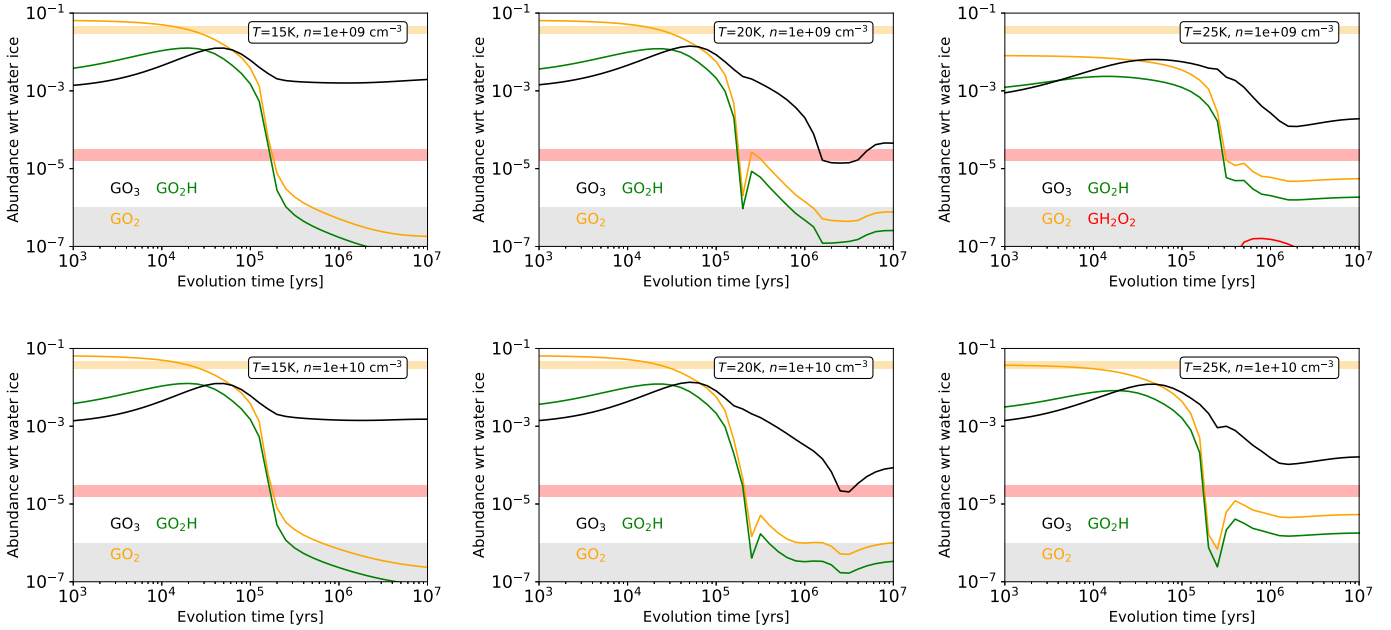 T=15K, n=1e+09 cm⁻³
Abundance wrt water ice
10⁻¹
10⁻³
10⁻⁵
10⁻⁷
GO₃ GO₂H
GO₂
10³ 10⁴ 10⁵ 10⁶ 10⁷
Evolution time [yrs]
T=20K, n=1e+09 cm⁻³
Abundance wrt water ice
10⁻¹
10⁻³
10⁻⁵
10⁻⁷
GO₃ GO₂H
GO₂
10³ 10⁴ 10⁵ 10⁶ 10⁷
Evolution time [yrs]
T=25K, n=1e+09 cm⁻³
Abundance wrt water ice
10⁻¹
10⁻³
10⁻⁵
10⁻⁷
GO₃ GO₂H
GO₂ GH₂O₂
10³ 10⁴ 10⁵ 10⁶ 10⁷
Evolution time [yrs]
T=15K, n=1e+10 cm⁻³
Abundance wrt water ice
10⁻¹
10⁻³
10⁻⁵
10⁻⁷
GO₃ GO₂H
GO₂
10³ 10⁴ 10⁵ 10⁶ 10⁷
Evolution time [yrs]
T=20K, n=1e+10 cm⁻³
Abundance wrt water ice
10⁻¹
10⁻³
10⁻⁵
10⁻⁷
GO₃ GO₂H
GO₂
10³ 10⁴ 10⁵ 10⁶ 10⁷
Evolution time [yrs]
T=25K, n=1e+10 cm⁻³
Abundance wrt water ice
10⁻¹
10⁻³
10⁻⁵
10⁻⁷
GO₃ GO₂H
GO₂
10³ 10⁴ 10⁵ 10⁶ 10⁷
Evolution time [yrs]